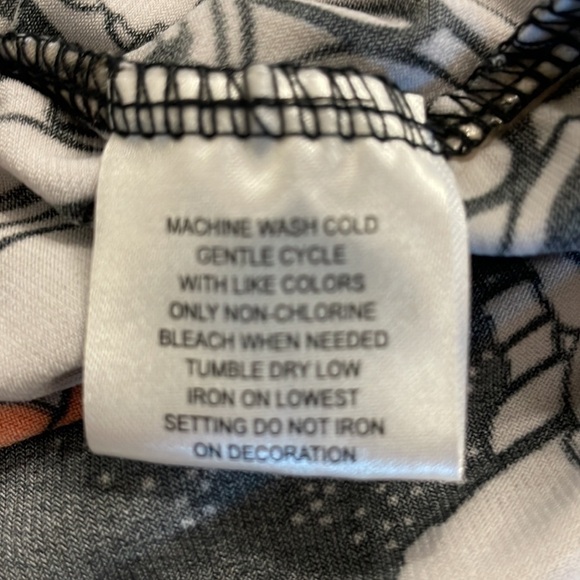 MACHINE WASH COLD
GENTLE CYCLE
WITH LIKE COLORS
ONLY NON-CHLORINE
BLEACH WHEN NEEDED
TUMBLE DRY LOW
IRON ON LOWEST
SETTING DO NOT IRON
ON DECORATION